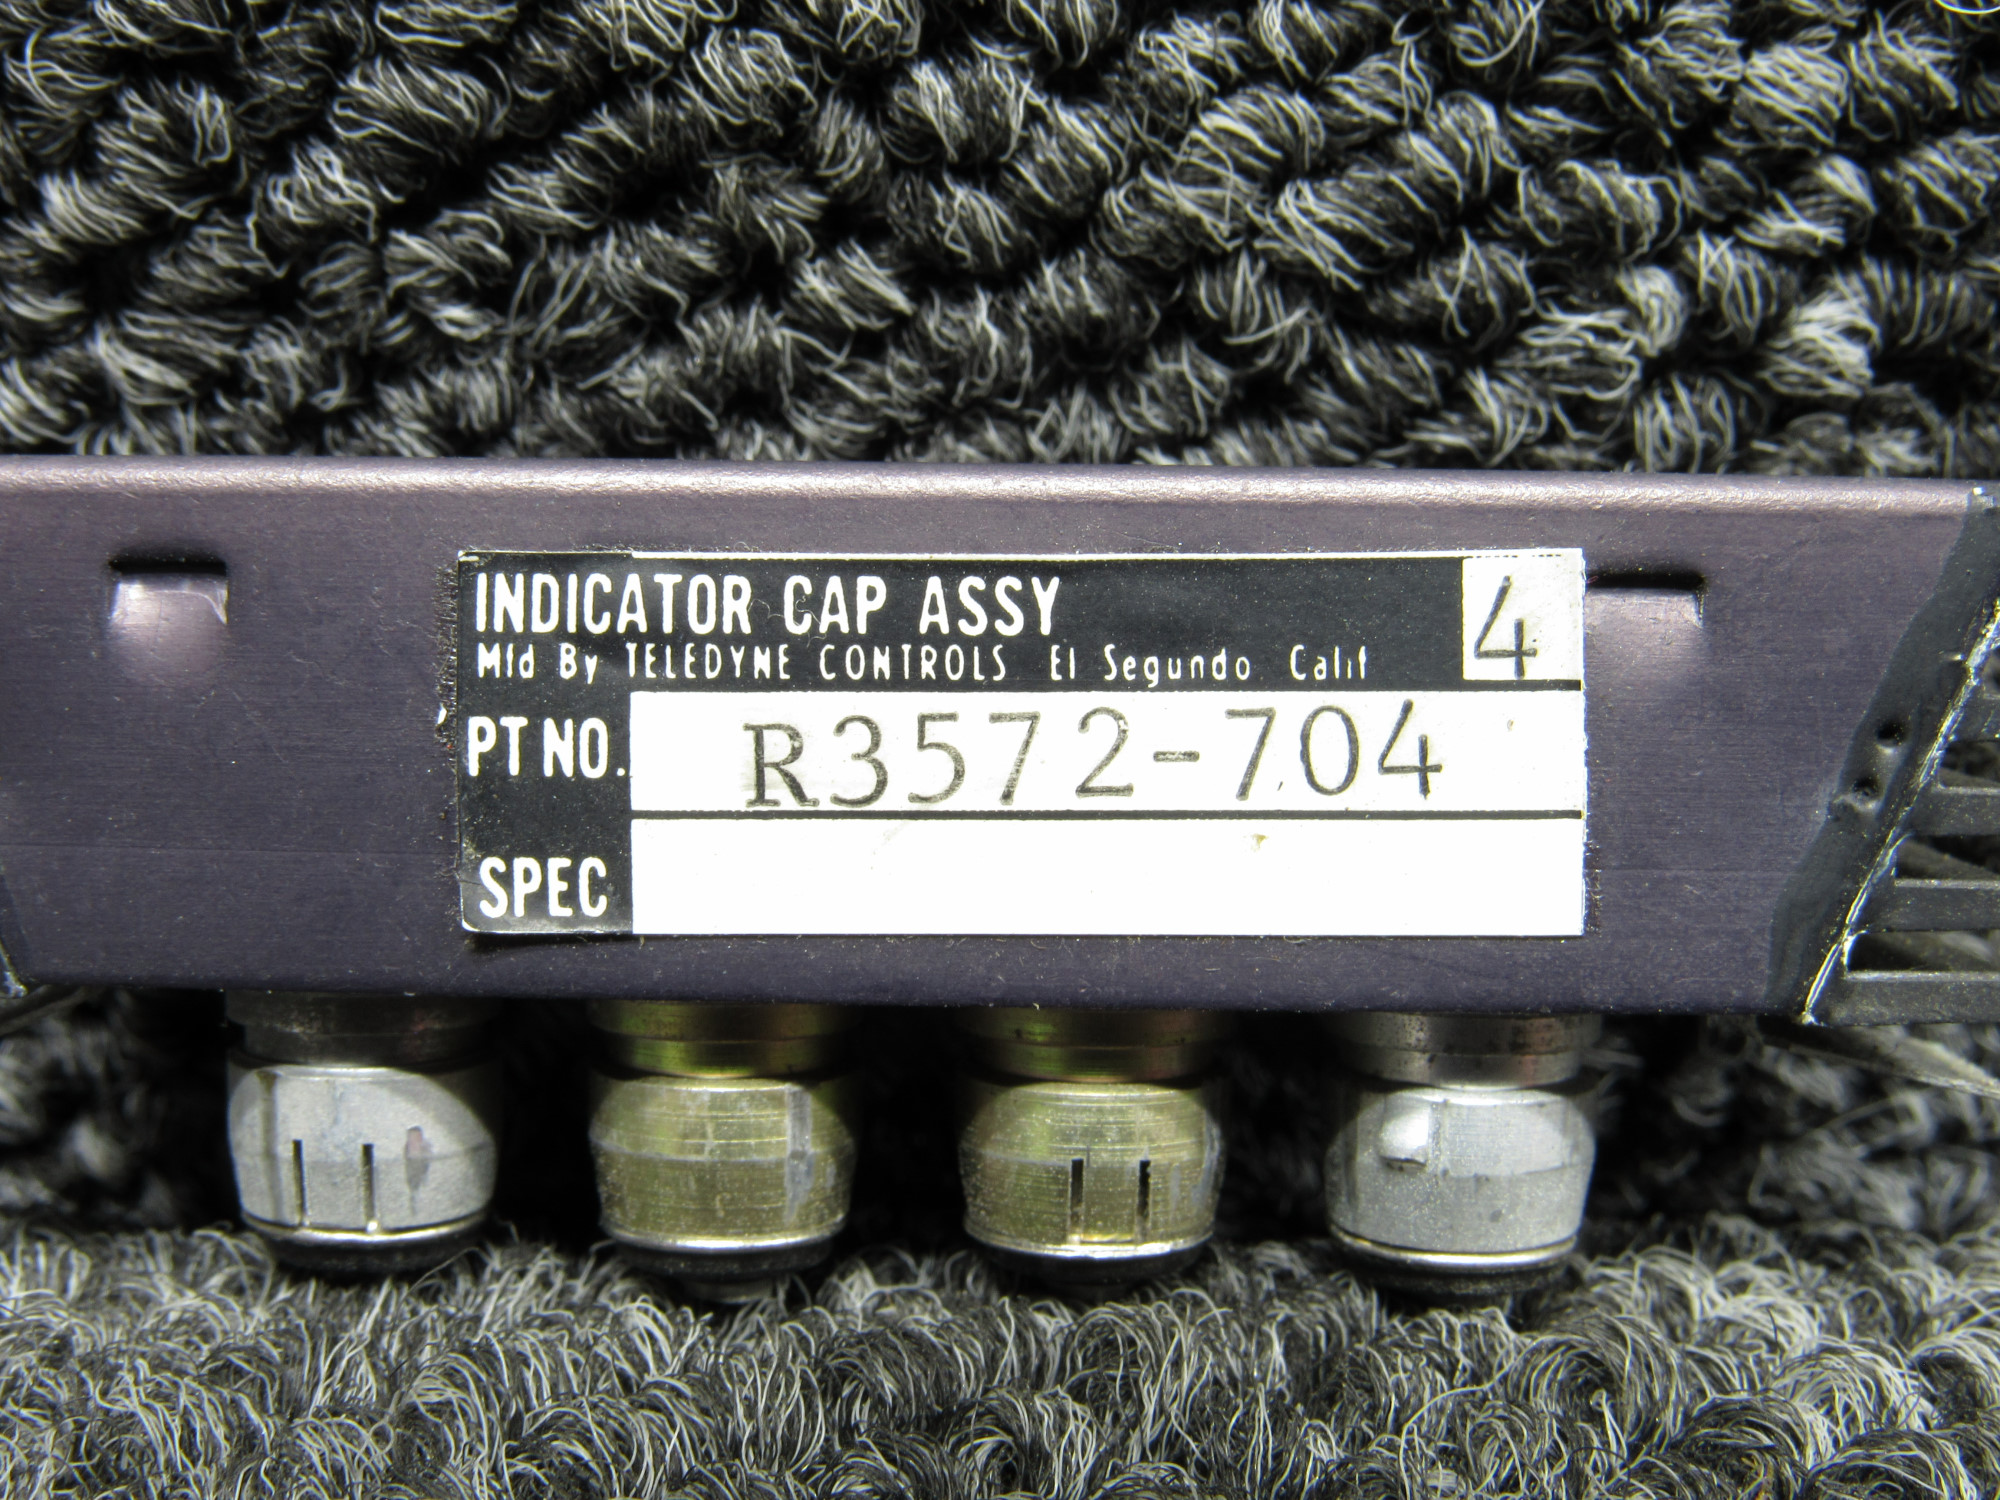 INDICATOR CAP ASSY 4
Mfd By TELEDYNE CONTROLS El Segundo Calif
PT NO. R3572-704
SPEC